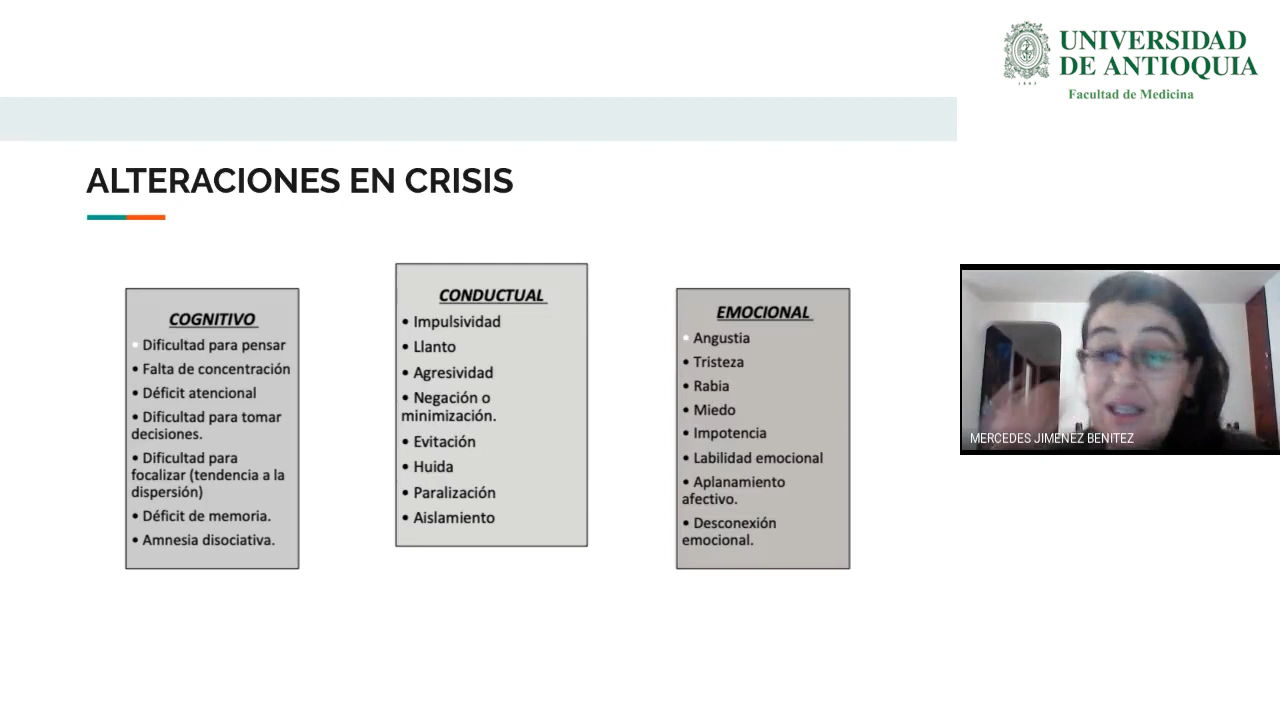 UNIVERSIDAD
DE ANTIOQUIA
1803
Facultad de Medicina
ALTERACIONES EN CRISIS
COGNITIVO
• Dificultad para pensar
• Falta de concentración
• Déficit atencional
• Dificultad para tomar
decisiones.
• Dificultad para
focalizar (tendencia a la
dispersión)
• Déficit de memoria.
• Amnesia disociativa.
CONDUCTUAL
• Impulsividad
• Llanto
• Agresividad
• Negación o
minimización.
• Evitación
• Huida
• Paralización
• Aislamiento
EMOCIONAL
• Angustia
• Tristeza
• Rabia
• Miedo
• Impotencia
• Labilidad emocional
• Aplanamiento
afectivo.
• Desconexión
emocional.
MERCEDES JIMENEZ BENITEZ